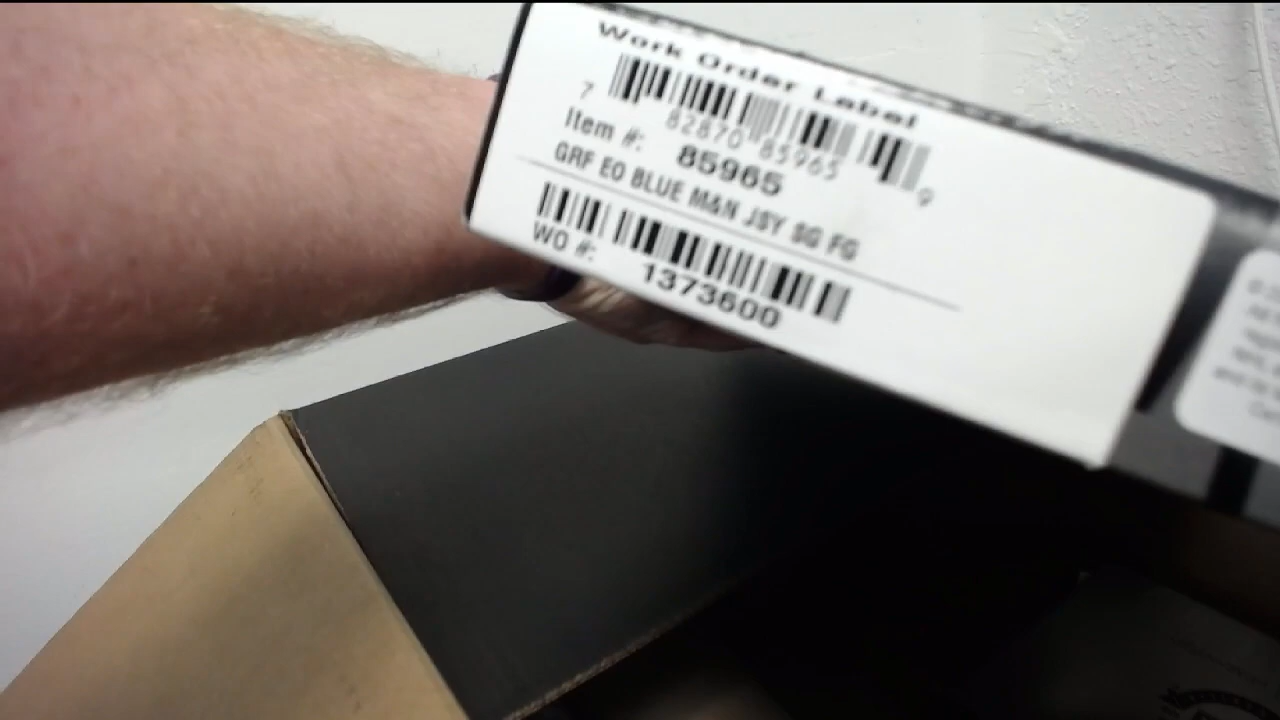 Work Order Label
7 82870 85965 9
Item #: 85965
GRF EO BLUE M&N JSY SG FG
WO #: 1373600